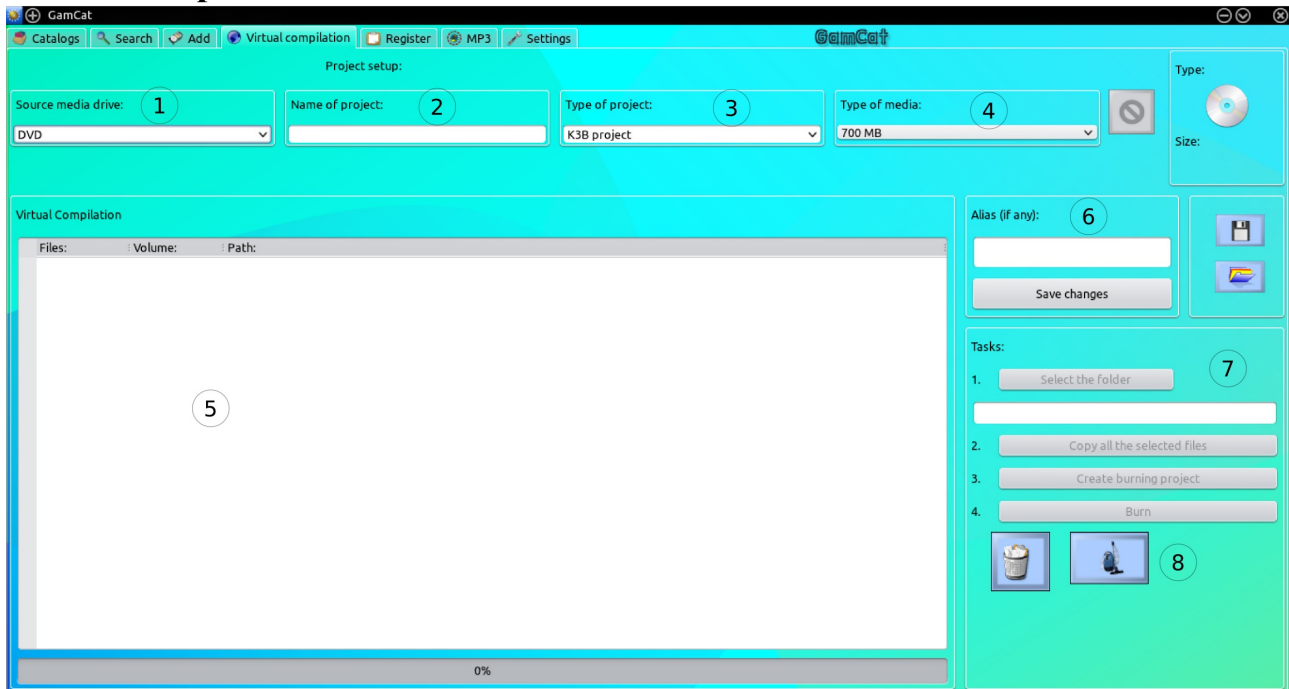 GamCat
Catalogs Search Add Virtual compilation Register MP3 Settings GamCat
Project setup:
Type:
Source media drive: 1 Name of project: 2 Type of project: 3 Type of media: 4
DVD K3B project 700 MB
Size:
Virtual Compilation
Files: Volume: Path:
5
0%
Alias (if any): 6
Save changes
Tasks:
7
1. Select the folder
2. Copy all the selected files
3. Create burning project
4. Burn
8